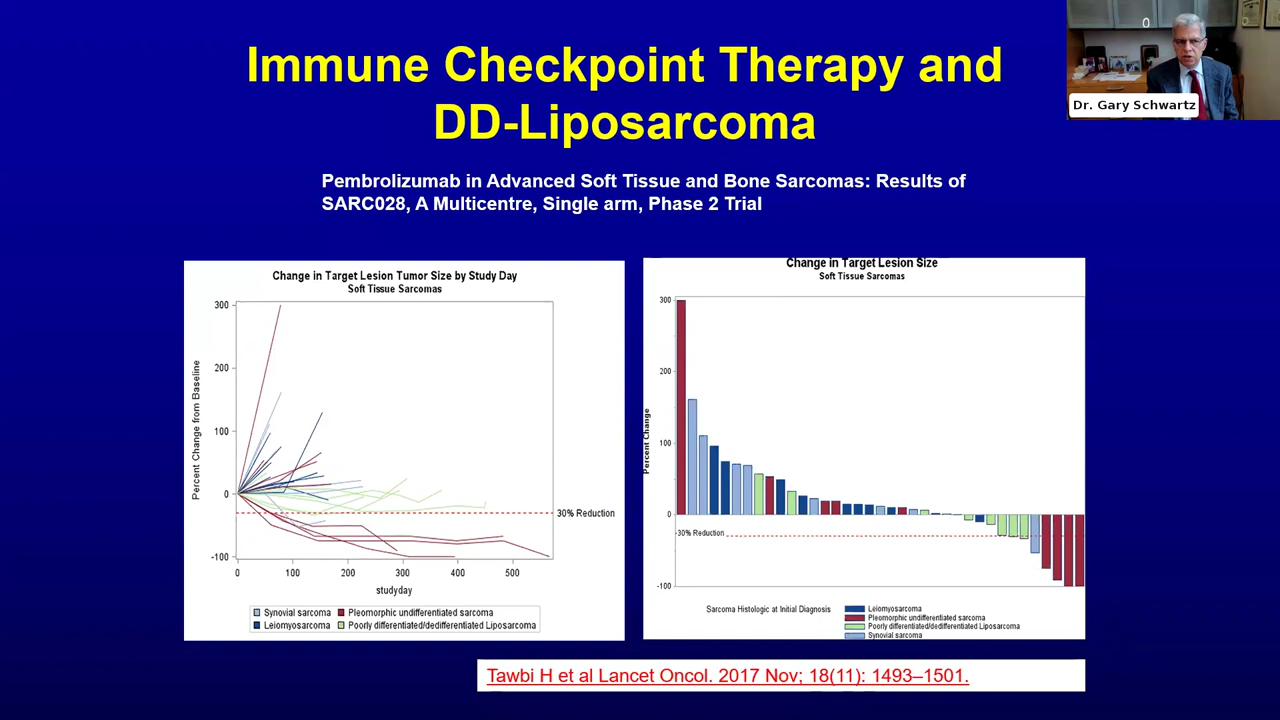 Immune Checkpoint Therapy and
DD-Liposarcoma
0
Dr. Gary Schwartz
Pembrolizumab in Advanced Soft Tissue and Bone Sarcomas: Results of
SARC028, A Multicentre, Single arm, Phase 2 Trial
Change in Target Lesion Tumor Size by Study Day
Soft Tissue Sarcomas
Percent Change from Baseline
300
200
100
0
-100
30% Reduction
0 100 200 300 400 500
studyday
Synovial sarcoma Pleomorphic undifferentiated sarcoma
Leiomyosarcoma Poorly differentiated/dedifferentiated Liposarcoma
Change in Target Lesion Size
Soft Tissue Sarcomas
Percent Change
300
200
100
0
-30% Reduction
-100
Sarcoma Histologic at Initial Diagnosis
Leiomyosarcoma
Pleomorphic undifferentiated sarcoma
Poorly differentiated/dedifferentiated Liposarcoma
Synovial sarcoma
Tawbi H et al Lancet Oncol. 2017 Nov; 18(11): 1493–1501.